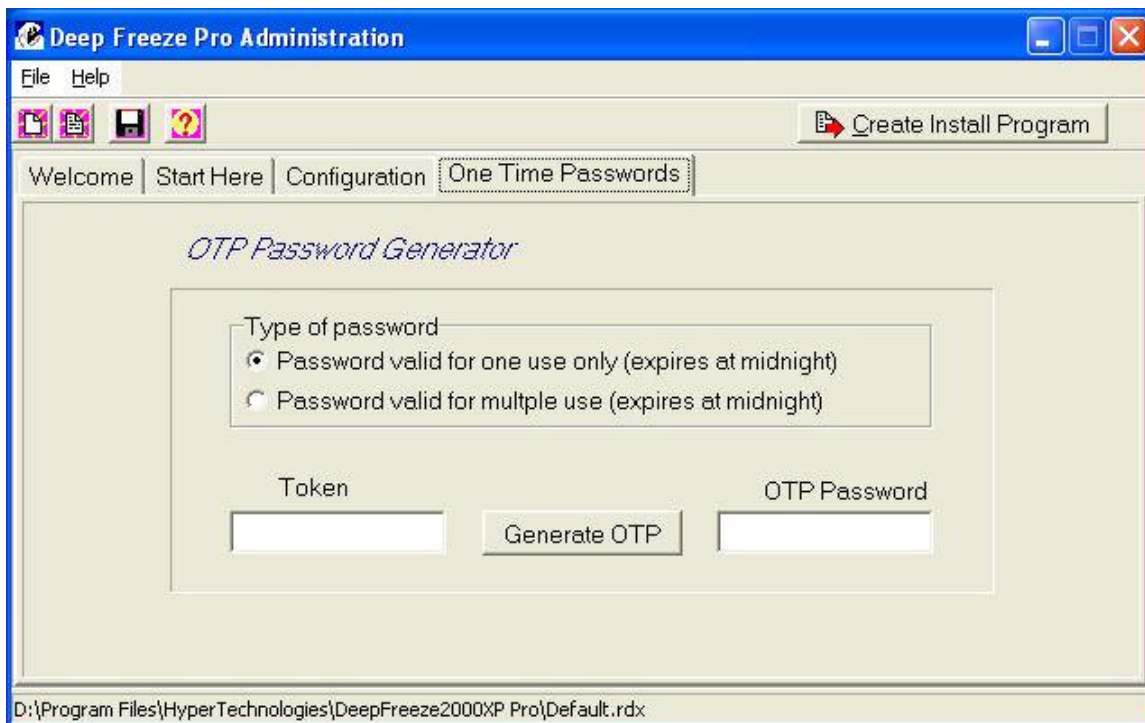 Deep Freeze Pro Administration
File Help
Create Install Program
Welcome Start Here Configuration One Time Passwords
OTP Password Generator
Type of password
Password valid for one use only (expires at midnight)
Password valid for multple use (expires at midnight)
Token
OTP Password
Generate OTP
D:\Program Files\HyperTechnologies\DeepFreeze2000XP Pro\Default.rdx